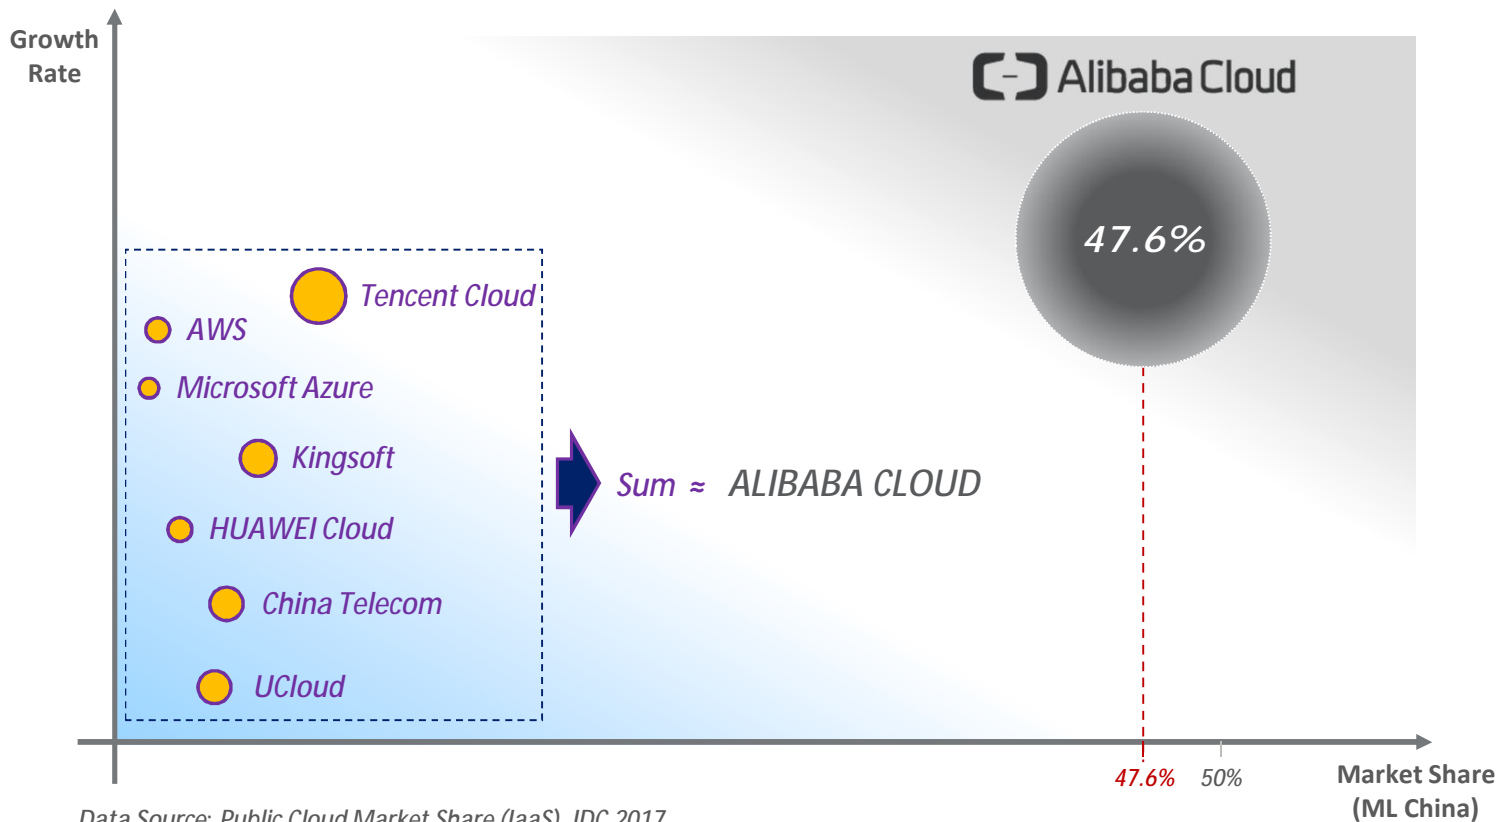 Growth
Rate
Alibaba Cloud
47.6%
Tencent Cloud
AWS
Microsoft Azure
Kingsoft
Sum ≈ ALIBABA CLOUD
HUAWEI Cloud
China Telecom
UCloud
47.6% 50%
Market Share
(ML China)
Data Source: Public Cloud Market Share (IaaS), IDC 2017